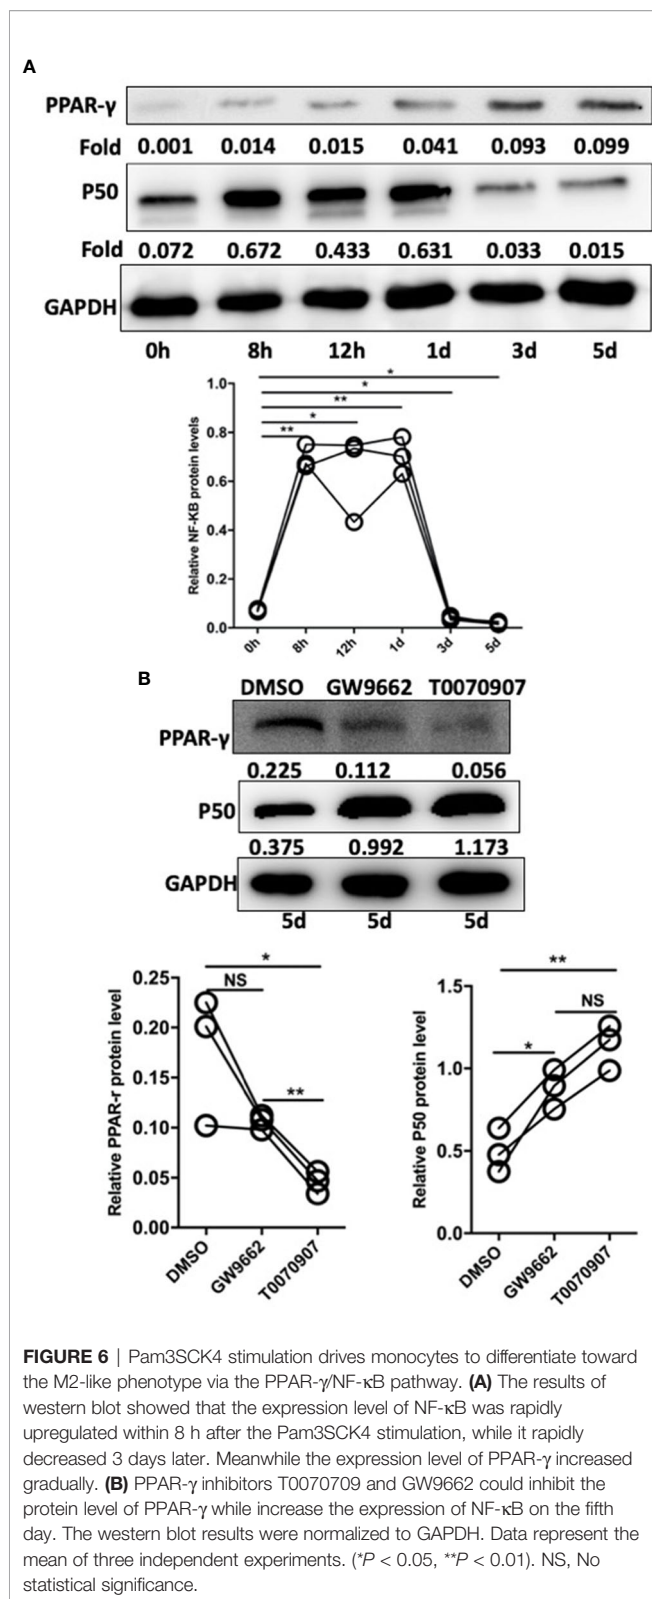 A
PPAR-γ
Fold 0.001 0.014 0.015 0.041 0.093 0.099
P50
Fold 0.072 0.672 0.433 0.631 0.033 0.015
GAPDH
0h 8h 12h 1d 3d 5d
*
*
**
*
**
Relative NF-KB protein levels
1.0
0.8
0.6
0.4
0.2
0.0
0h 8h 12h 1d 3d 5d
B
DMSO GW9662 T0070907
PPAR-γ
0.225 0.112 0.056
P50
0.375 0.992 1.173
GAPDH
5d 5d 5d
Relative PPAR-r protein level
0.25
0.20
0.15
0.10
0.05
0.00
*
NS
**
DMSO GW9662 T0070907
Relative P50 protein level
1.5
1.0
0.5
0.0
**
NS
*
DMSO GW9662 T0070907
FIGURE 6 | Pam3SCK4 stimulation drives monocytes to differentiate toward
the M2-like phenotype via the PPAR-γ/NF-κB pathway. (A) The results of
western blot showed that the expression level of NF-κB was rapidly
upregulated within 8 h after the Pam3SCK4 stimulation, while it rapidly
decreased 3 days later. Meanwhile the expression level of PPAR-γ increased
gradually. (B) PPAR-γ inhibitors T0070709 and GW9662 could inhibit the
protein level of PPAR-γ while increase the expression of NF-κB on the fifth
day. The western blot results were normalized to GAPDH. Data represent the
mean of three independent experiments. (*P < 0.05, **P < 0.01). NS, No
statistical significance.